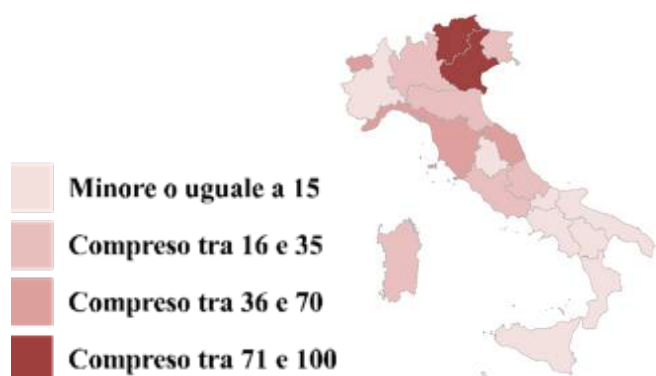 Minore o uguale a 15
Compreso tra 16 e 35
Compreso tra 36 e 70
Compreso tra 71 e 100